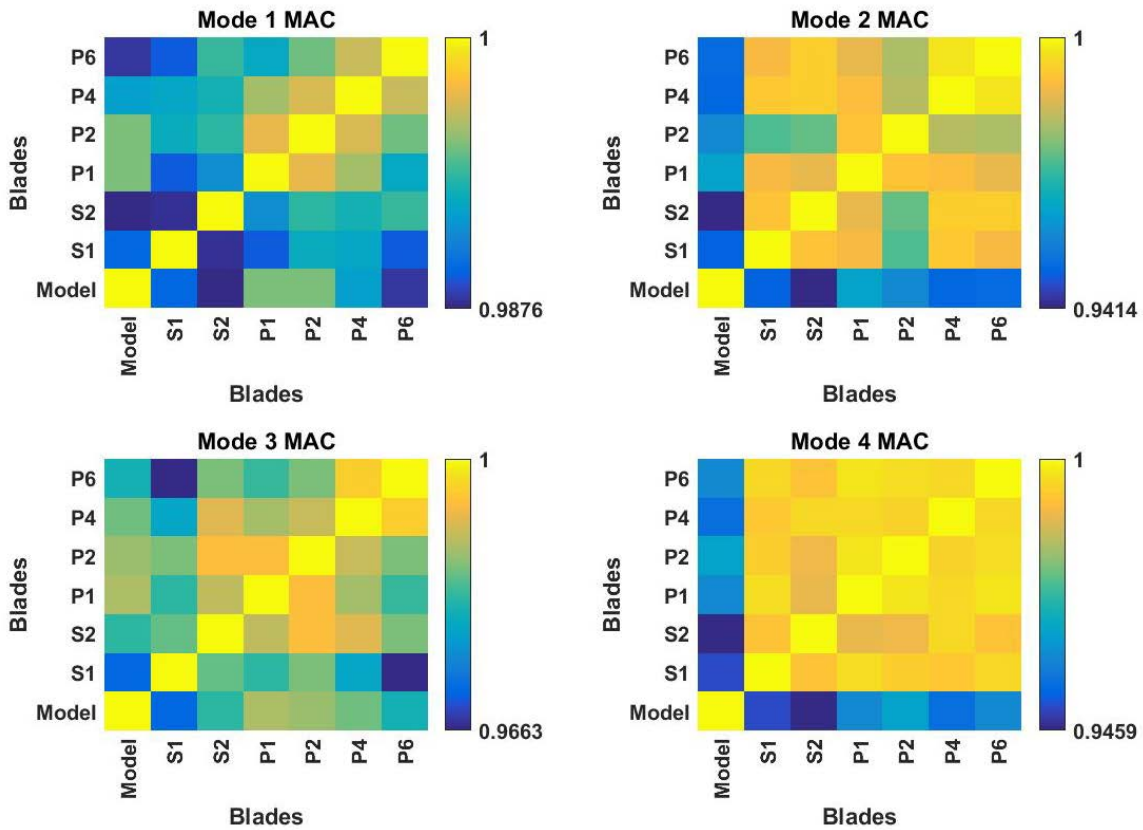 Mode 1 MAC
P6
P4
P2
P1
S2
S1
Model
Blades
Model S1 S2 P1 P2 P4 P6
Blades
1
0.9876
Mode 2 MAC
P6
P4
P2
P1
S2
S1
Model
Blades
Model S1 S2 P1 P2 P4 P6
Blades
1
0.9414
Mode 3 MAC
P6
P4
P2
P1
S2
S1
Model
Blades
Model S1 S2 P1 P2 P4 P6
Blades
1
0.9663
Mode 4 MAC
P6
P4
P2
P1
S2
S1
Model
Blades
Model S1 S2 P1 P2 P4 P6
Blades
1
0.9459